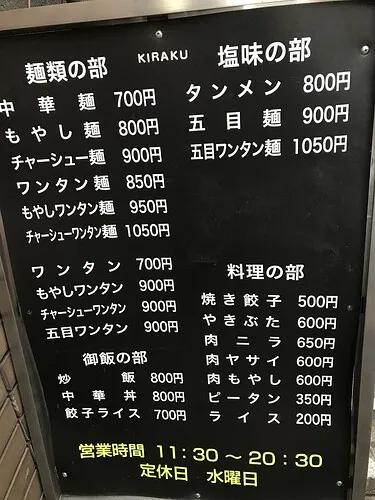 KIRAKU
麺類の部
中華麺 700円
もやし麺 800円
チャーシュー麺 900円
ワンタン麺 850円
もやしワンタン麺 950円
チャーシューワンタン麺 1050円
ワンタン 700円
もやしワンタン 900円
チャーシューワンタン 900円
五目ワンタン 900円
御飯の部
炒飯 800円
中華丼 800円
餃子ライス 700円
塩味の部
タンメン 800円
五目麺 900円
五目ワンタン麺 1050円
料理の部
焼き餃子 500円
やきぶた 600円
肉ニラ 650円
肉ヤサイ 600円
肉もやし 600円
ピータン 350円
ライス 200円
営業時間 11:30～20:30
定休日 水曜日